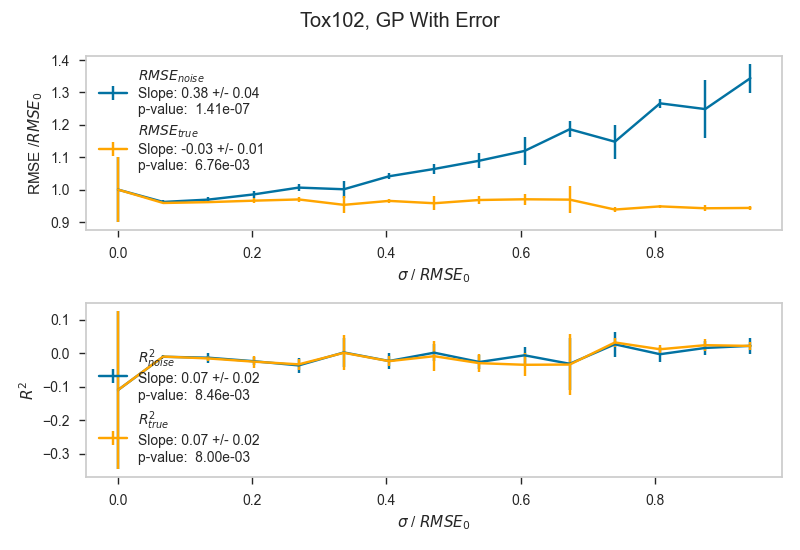 Tox102, GP With Error
1.4
1.3
1.2
1.1
1.0
0.9
RMSE /RMSE₀
RMSE_noise
Slope: 0.38 +/- 0.04
p-value:  1.41e-07
RMSE_true
Slope: -0.03 +/- 0.01
p-value:  6.76e-03
0.0 0.2 0.4 0.6 0.8
σ / RMSE₀
0.1
0.0
−0.1
−0.2
−0.3
R²
R²_noise
Slope: 0.07 +/- 0.02
p-value:  8.46e-03
R²_true
Slope: 0.07 +/- 0.02
p-value:  8.00e-03
0.0 0.2 0.4 0.6 0.8
σ / RMSE₀